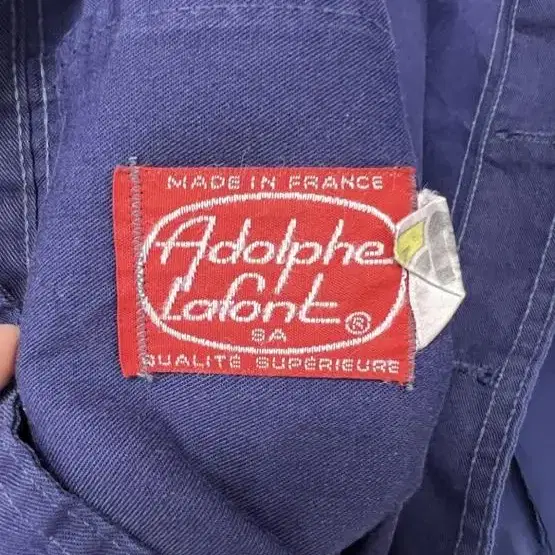 MADE IN FRANCE
Adolphe
Lafont ®
SA
QUALITÉ SUPÉRIEURE